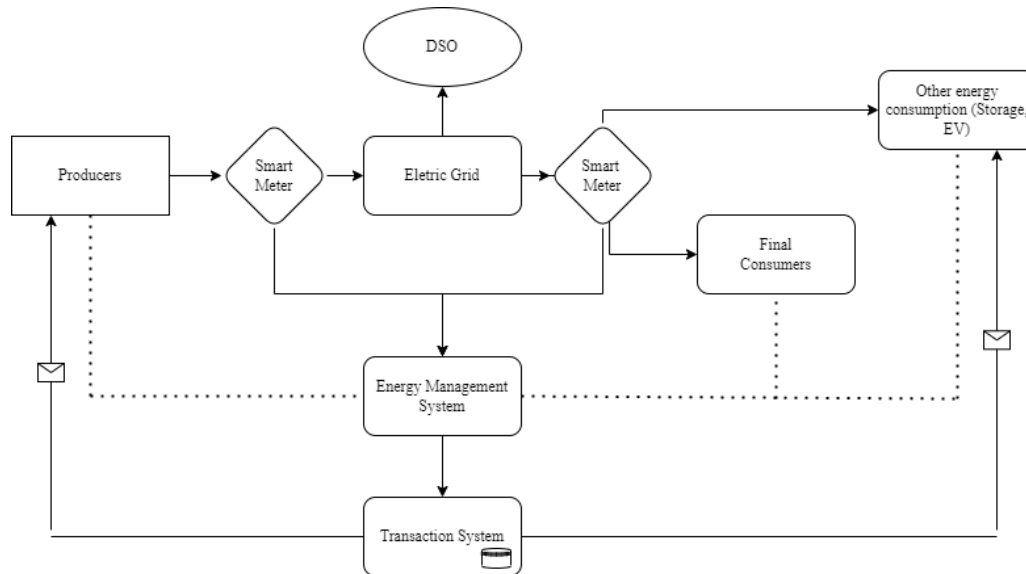 DSO
Other energy
consumption (Storage,
EV)
Producers
Smart
Meter
Eletric Grid
Smart
Meter
Final
Consumers
Energy Management
System
Transaction System